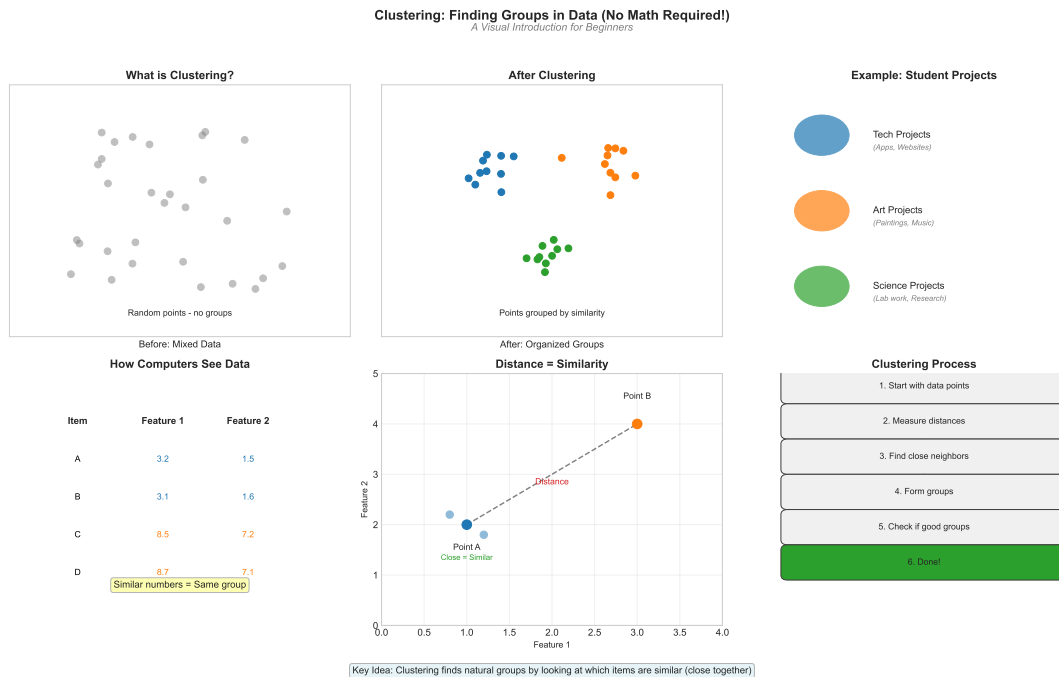 Clustering: Finding Groups in Data (No Math Required!)
A Visual Introduction for Beginners
What is Clustering?
Random points - no groups
Before: Mixed Data
After Clustering
Points grouped by similarity
After: Organized Groups
Example: Student Projects
Tech Projects
(Apps, Websites)
Art Projects
(Paintings, Music)
Science Projects
(Lab work, Research)
How Computers See Data
Item Feature 1 Feature 2
A 3.2 1.5
B 3.1 1.6
C 8.5 7.2
D 8.7 7.1
Similar numbers = Same group
Distance = Similarity
5
4
3
2
1
0
Feature 2
Point B
Distance
Point A
Close = Similar
0.0 0.5 1.0 1.5 2.0 2.5 3.0 3.5 4.0
Feature 1
Clustering Process
1. Start with data points
2. Measure distances
3. Find close neighbors
4. Form groups
5. Check if good groups
6. Done!
Key Idea: Clustering finds natural groups by looking at which items are similar (close together)